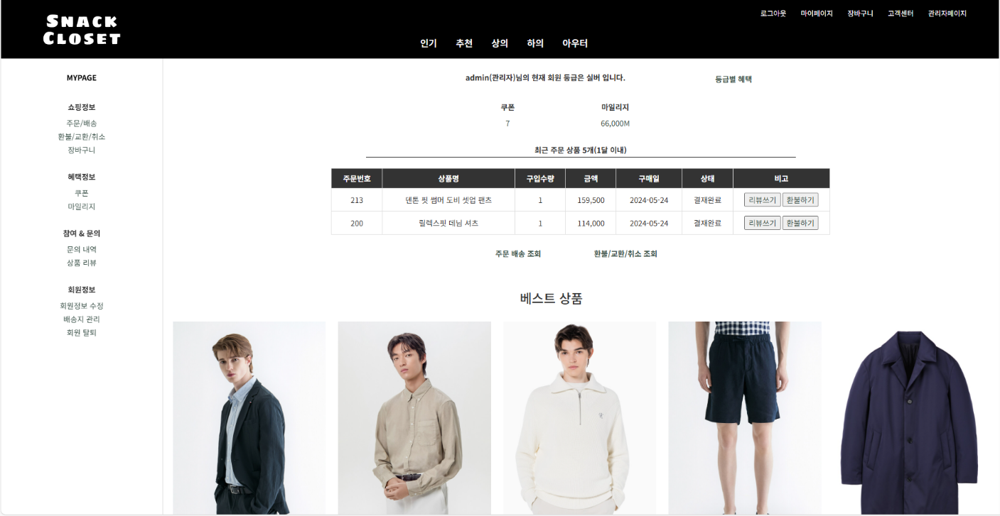 SNACK
CLOSET
로그아웃 마이페이지 장바구니 고객센터 관리자페이지
인기 추천 상의 하의 아우터
MYPAGE
쇼핑정보
주문/배송
환불/교환/취소
장바구니
혜택정보
쿠폰
마일리지
참여 & 문의
문의 내역
상품 리뷰
회원정보
회원정보 수정
배송지 관리
회원 탈퇴
admin(관리자)님의 현재 회원 등급은 실버 입니다. 등급별 혜택
쿠폰 마일리지
7 66,000M
최근 주문 상품 5개(1달 이내)
주문번호 상품명 구입수량 금액 구매일 상태 비고
213 덴톤 핏 썸머 도비 셋업 팬츠 1 159,500 2024-05-24 결재완료 리뷰쓰기 환불하기
200 릴렉스핏 데님 셔츠 1 114,000 2024-05-24 결재완료 리뷰쓰기 환불하기
주문 배송 조회 환불/교환/취소 조회
베스트 상품